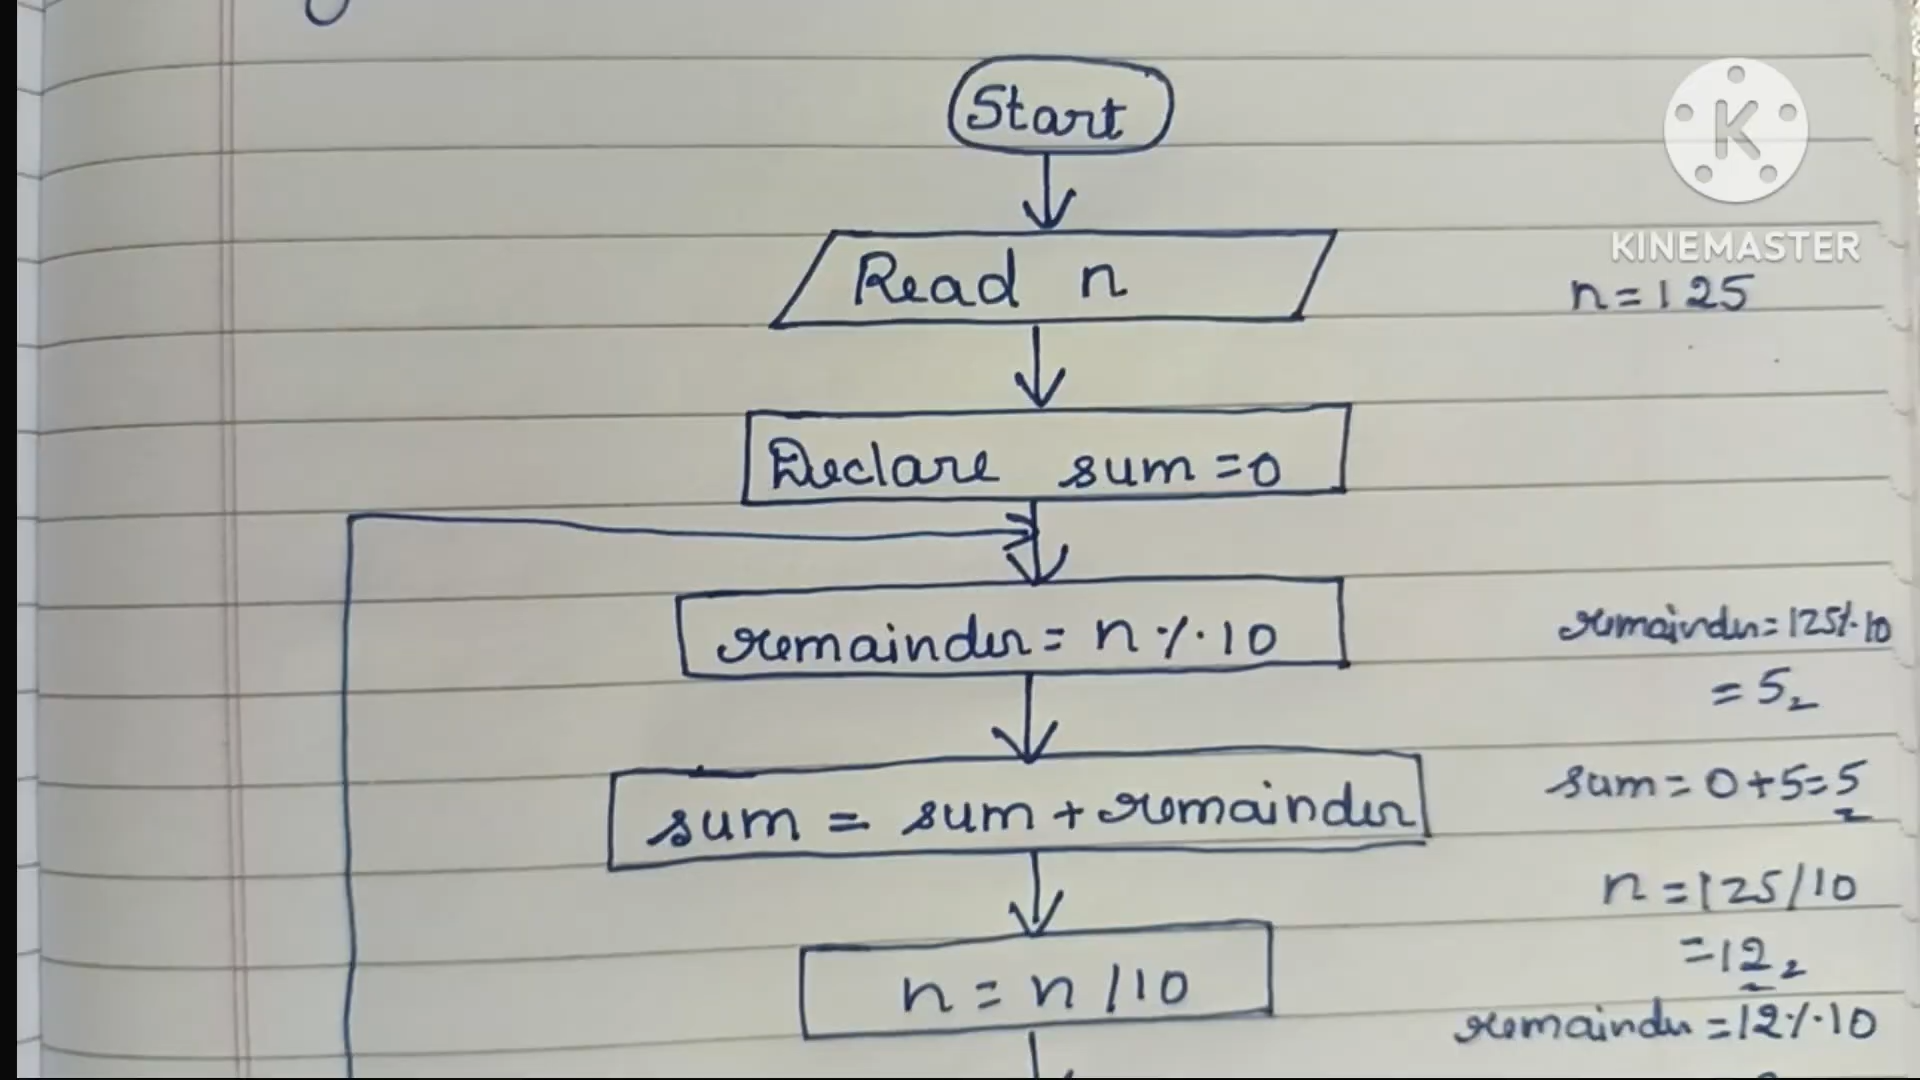 Start
KINEMASTER
Read n
n=125
Declare sum=0
remainder = n%10
remainder=125%10
=5
sum = sum+remainder
sum=0+5=5
n=125/10
=12
n=n/10
remainder=12%10